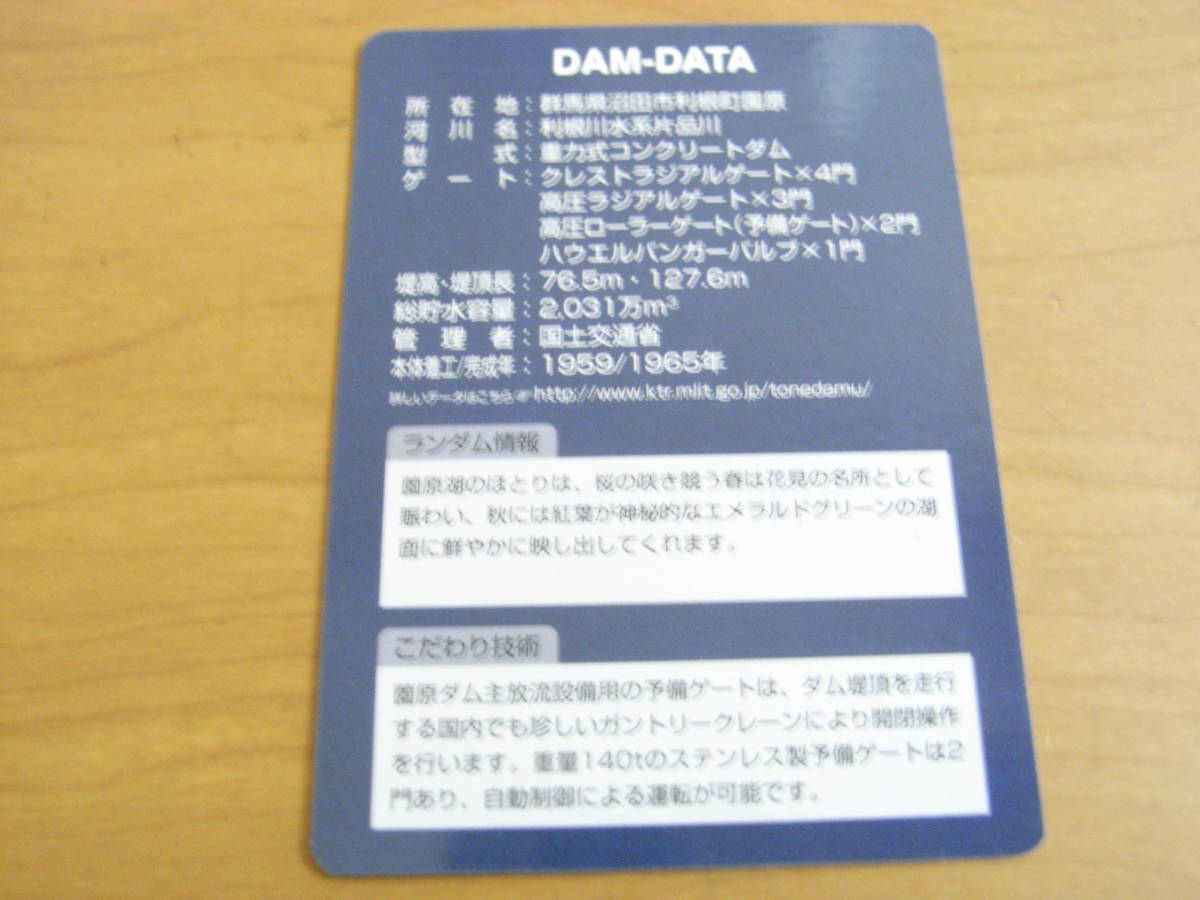 DAM-DATA
所在地:群馬県沼田市利根町園原
河川名:利根川水系片品川
型式:重力式コンクリートダム
ゲート:クレストラジアルゲート×4門
高圧ラジアルゲート×3門
高圧ローラーゲート(予備ゲート)×2門
ハウエルバンガーバルブ×1門
堤高・堤頂長:76.5m・127.6m
総貯水容量:2,031万m³
管理者:国土交通省
本体着工/完成年:1959/1965年
詳しいデータはこちら☞http://www.ktr.mlit.go.jp/tonedamu/
ランダム情報
園原湖のほとりは、桜の咲き競う春は花見の名所として
賑わい、秋には紅葉が神秘的なエメラルドグリーンの湖
面に鮮やかに映し出してくれます。
こだわり技術
園原ダム主放流設備用の予備ゲートは、ダム堤頂を走行
する国内でも珍しいガントリークレーンにより開閉操作
を行います。重量140tのステンレス製予備ゲートは2
門あり、自動制御による運転が可能です。